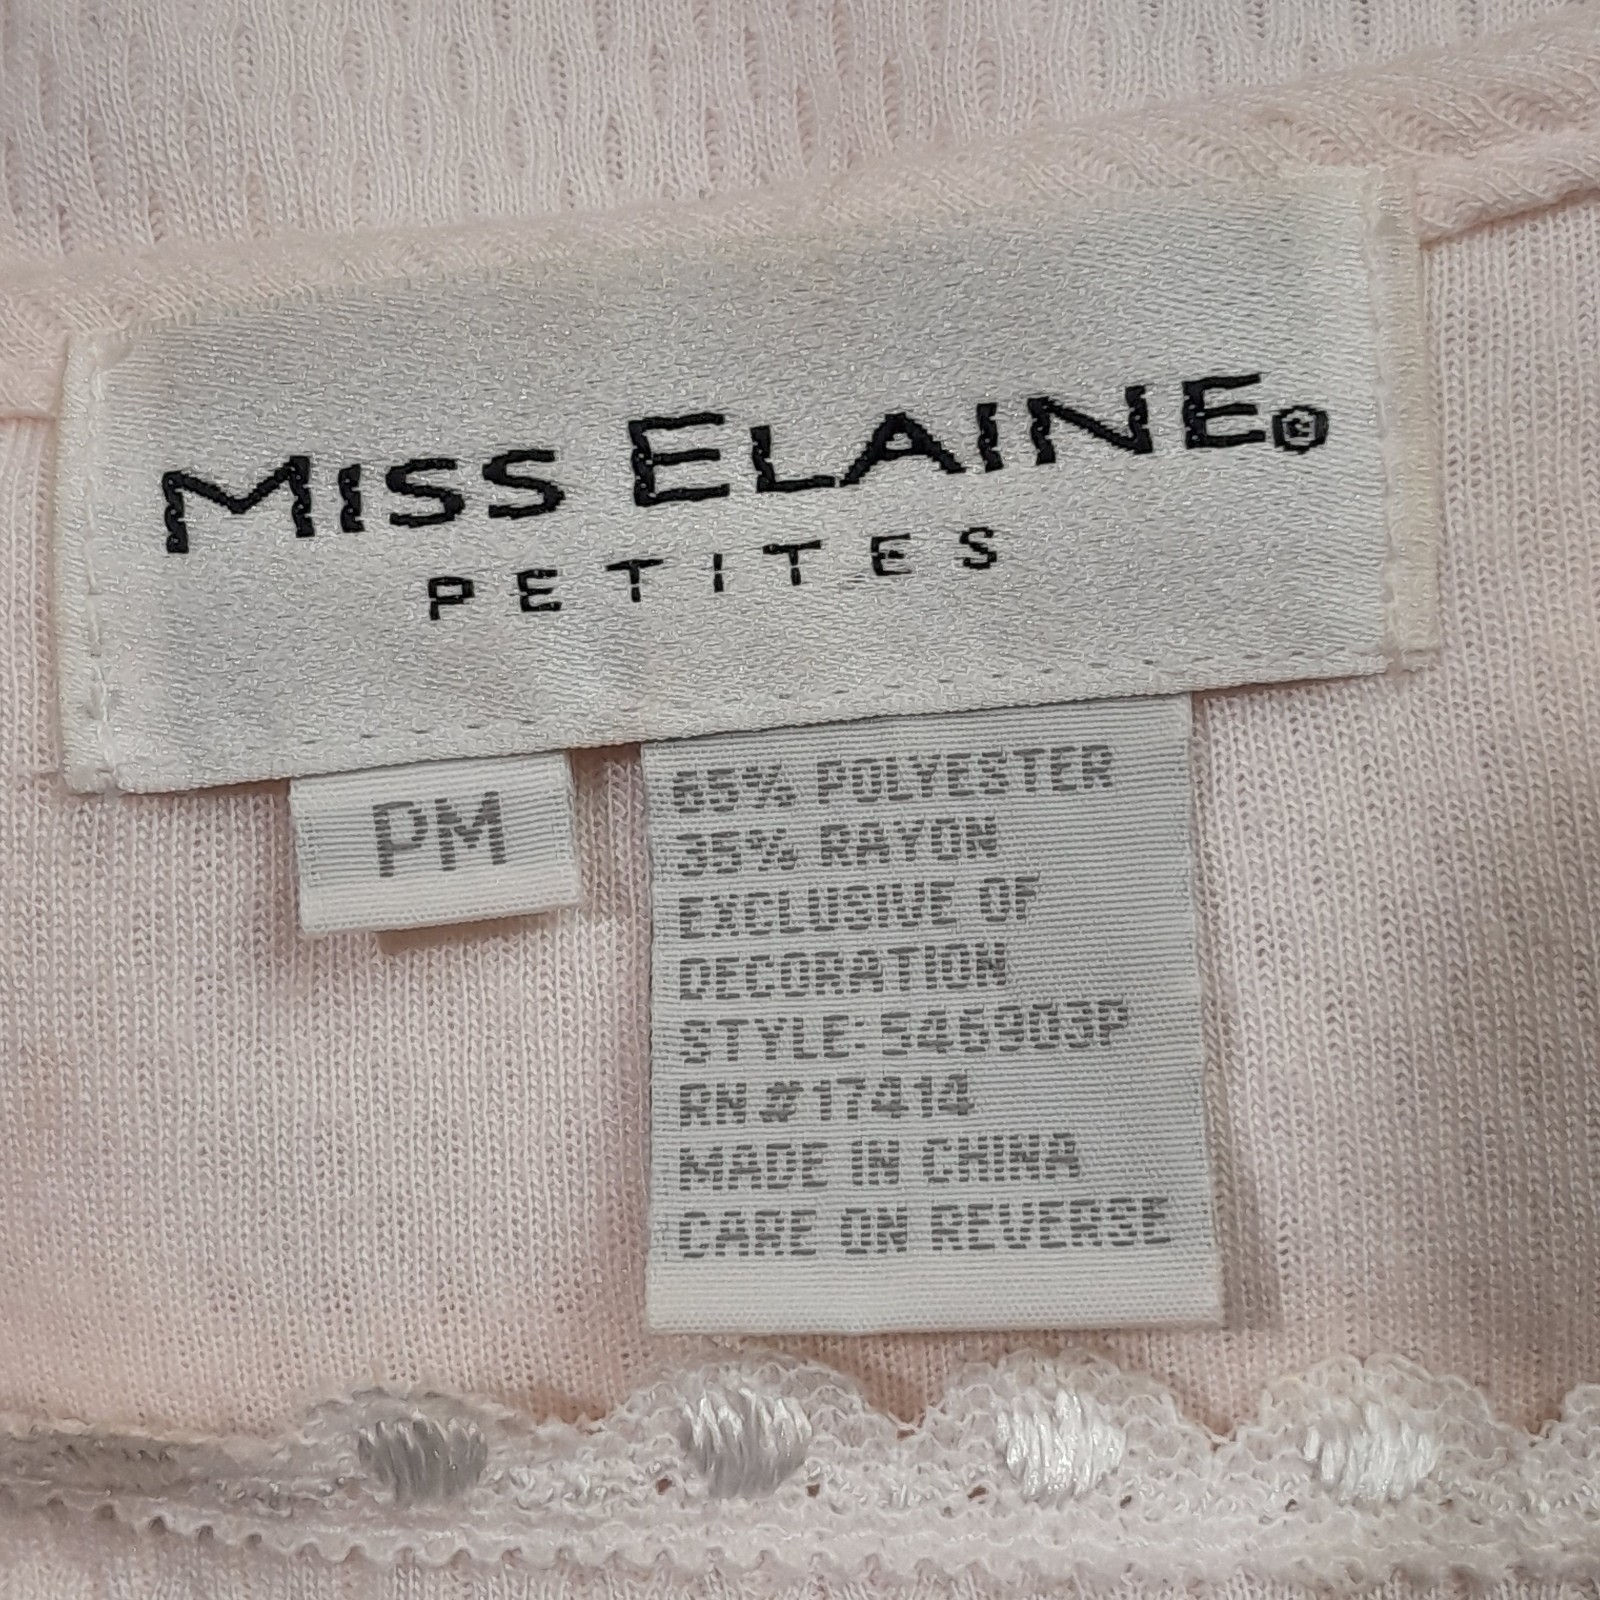 MISS ELAINE®
PETITES
PM
65% POLYESTER
35% RAYON
EXCLUSIVE OF
DECORATION
STYLE: 546903P
RN #17414
MADE IN CHINA
CARE ON REVERSE